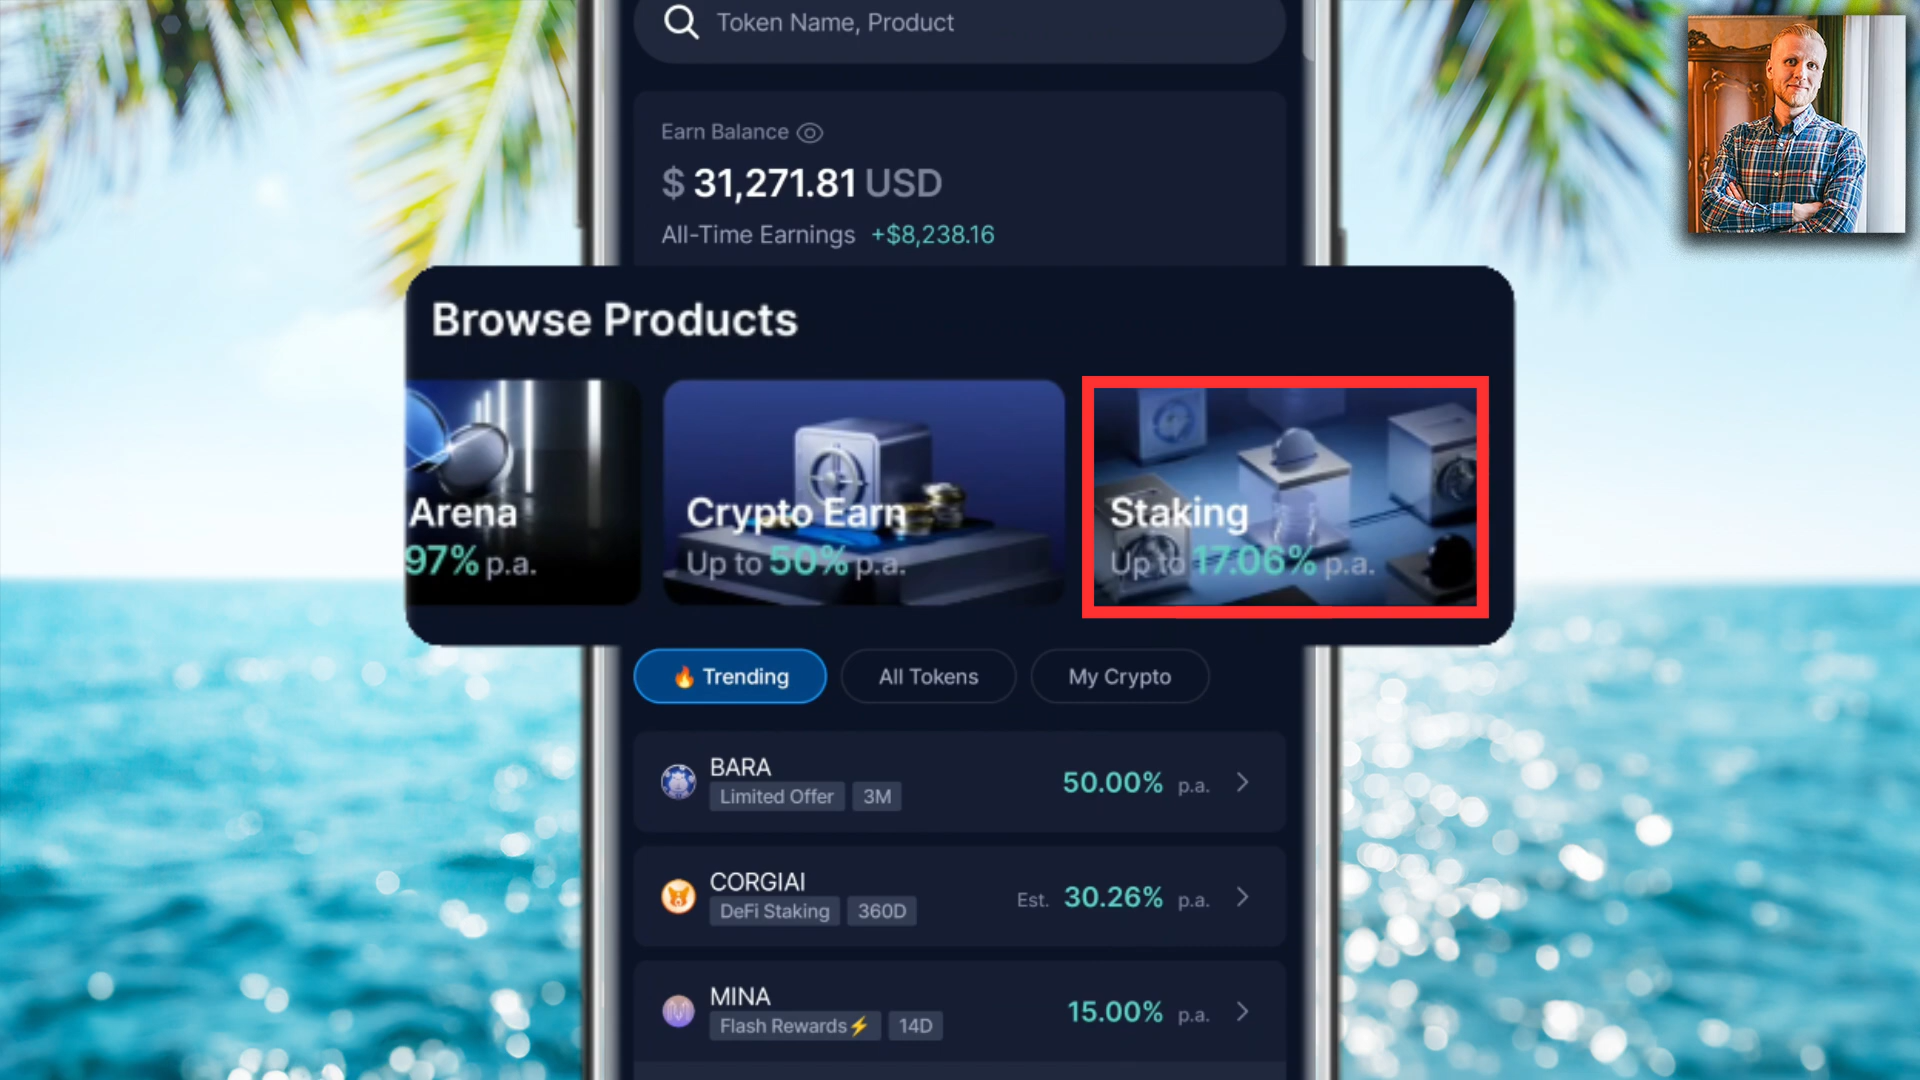 Token Name, Product
Earn Balance
$ 31,271.81 USD
All-Time Earnings +$8,238.16
Browse Products
Arena
97% p.a.
Crypto Earn
Up to 50% p.a.
Staking
Up to 17.06% p.a.
🔥 Trending
All Tokens
My Crypto
BARA
Limited Offer 3M
50.00% p.a.
CORGIAI
DeFi Staking 360D
Est. 30.26% p.a.
MINA
Flash Rewards⚡ 14D
15.00% p.a.